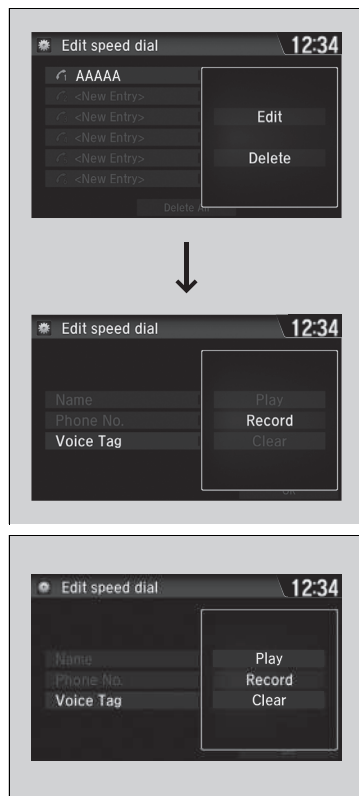 Edit speed dial 12:34
AAAAA
<New Entry>
<New Entry>
<New Entry>
<New Entry>
<New Entry>
Edit
Delete
Delete All
Edit speed dial 12:34
Name
Phone No.
Voice Tag
Play
Record
Clear
OK
Edit speed dial 12:34
Name
Phone No.
Voice Tag
Play
Record
Clear